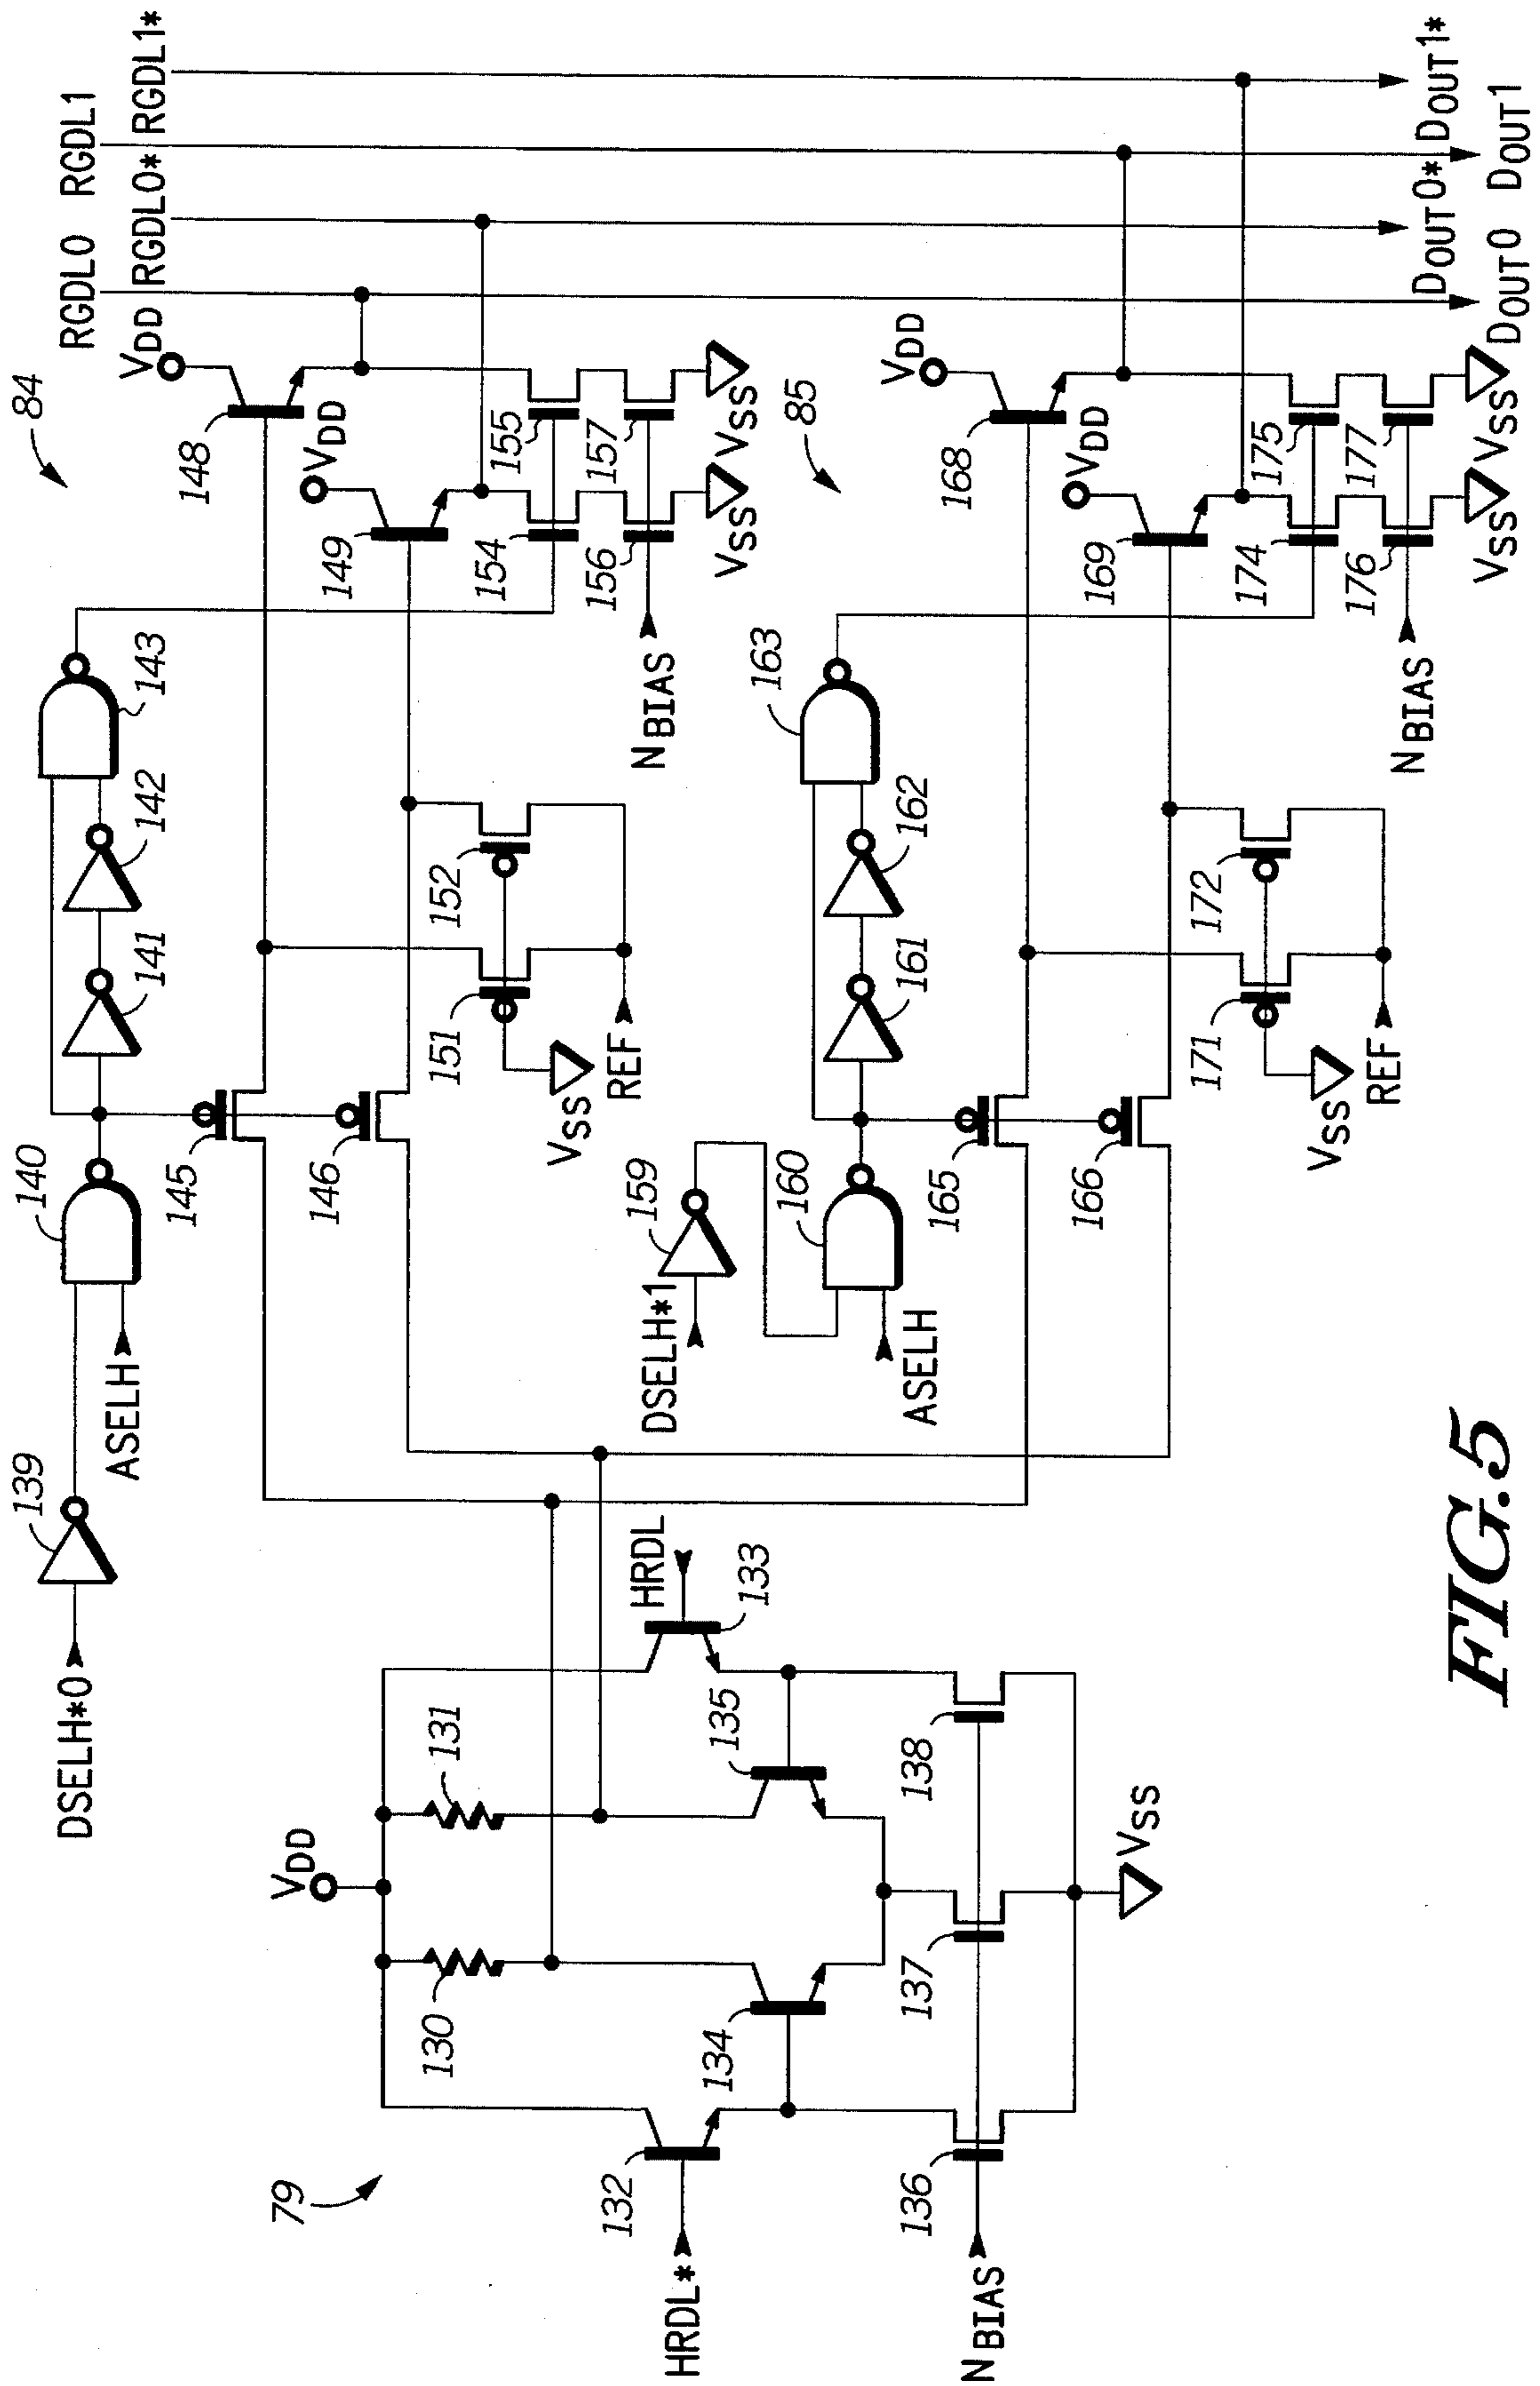 84
RGDL0
RGDL1
RGDL0*
RGDL1*
DSELH*0
139
ASELH
140
141
142
143
145
146
148
VDD
149
VDD
151
152
VSS
REF
154
155
156
157
NBIAS
VSS
VSS
79
VDD
130
131
HRDL*
132
HRDL
133
134
135
NBIAS
136
137
138
VSS
85
DSELH*1
159
ASELH
160
161
162
163
165
166
168
VDD
169
VDD
171
172
VSS
REF
174
175
176
177
NBIAS
VSS
VSS
DOUT0*
DOUT1*
DOUT0
DOUT1
FIG.5